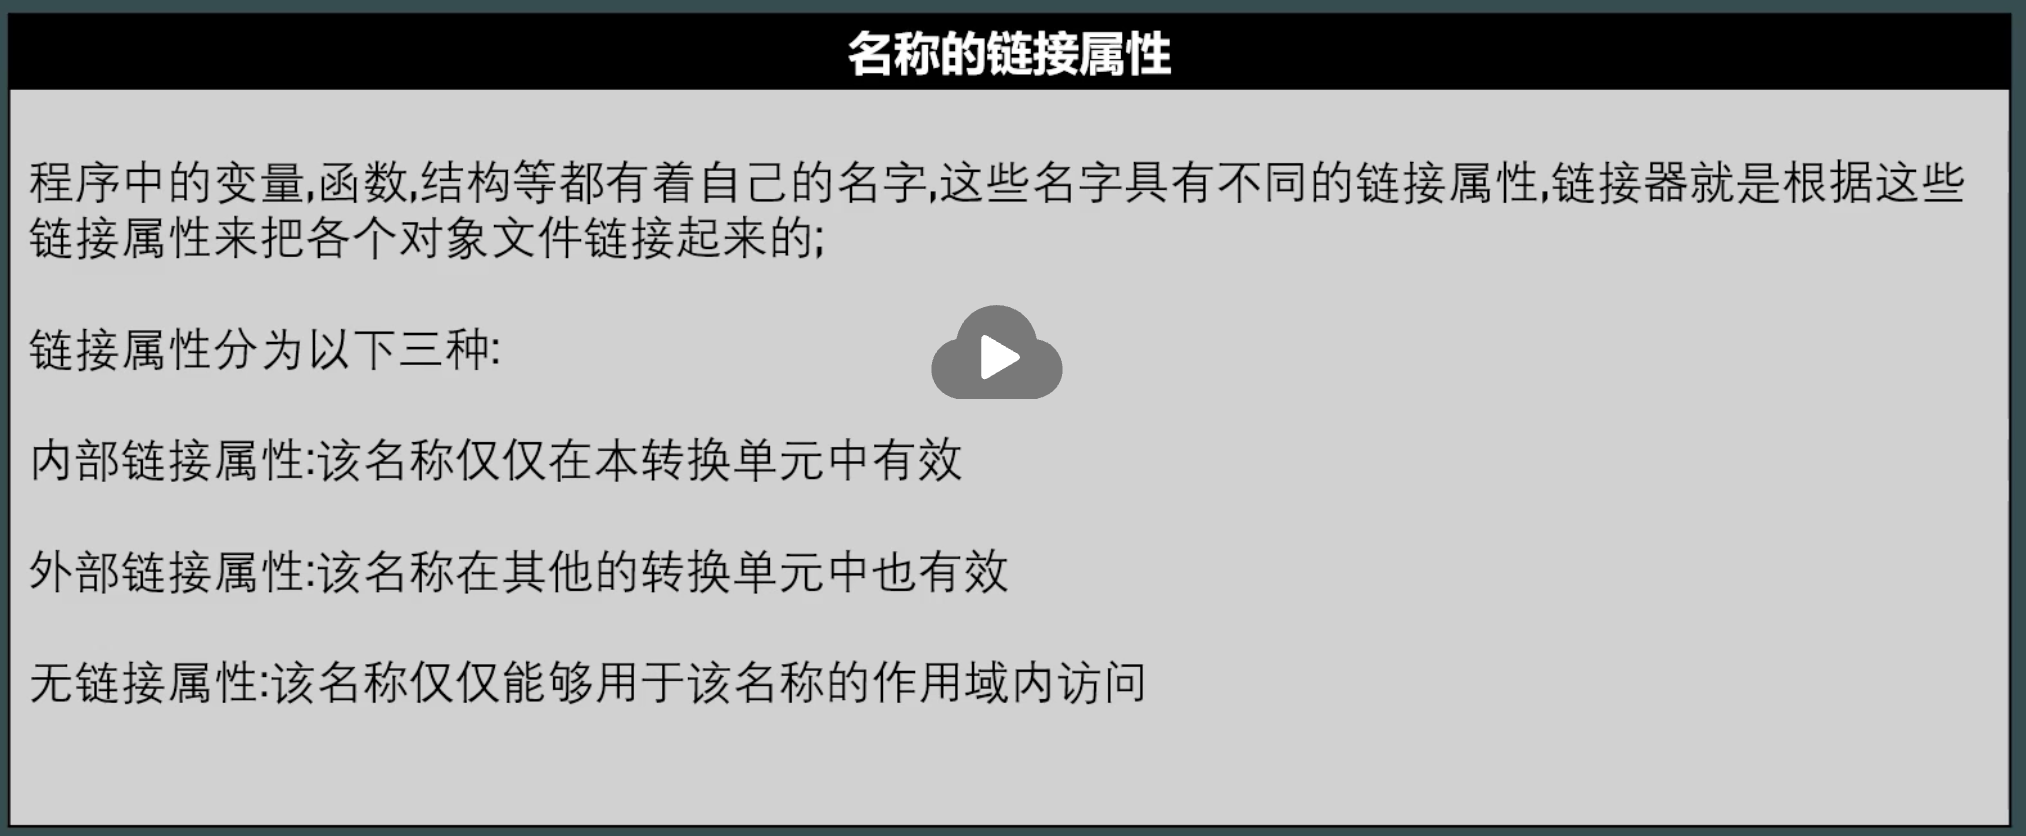 名称的链接属性
程序中的变量,函数,结构等都有着自己的名字,这些名字具有不同的链接属性,链接器就是根据这些
链接属性来把各个对象文件链接起来的;
链接属性分为以下三种:
内部链接属性:该名称仅仅在本转换单元中有效
外部链接属性:该名称在其他的转换单元中也有效
无链接属性:该名称仅仅能够用于该名称的作用域内访问